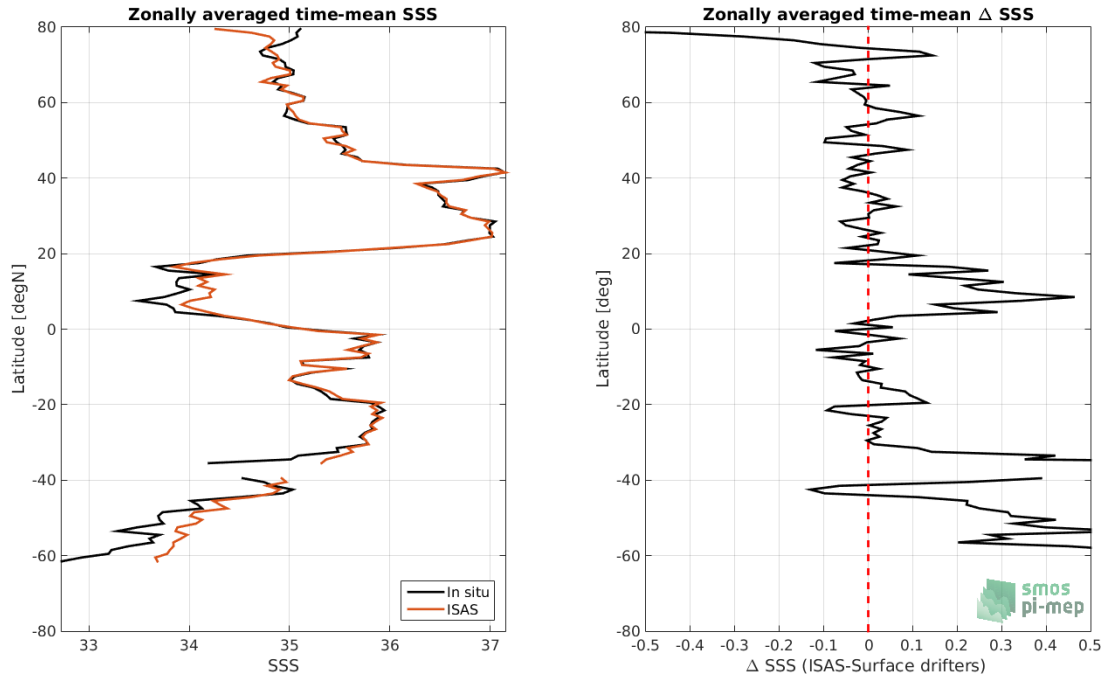 Zonally averaged time-mean SSS
80
60
40
20
0
-20
-40
-60
-80
Latitude [degN]
33 34 35 36 37
SSS
In situ
ISAS
Zonally averaged time-mean Δ SSS
80
60
40
20
0
-20
-40
-60
-80
Latitude [deg]
-0.5 -0.4 -0.3 -0.2 -0.1 0 0.1 0.2 0.3 0.4 0.5
Δ SSS (ISAS-Surface drifters)
smos
pi-mep